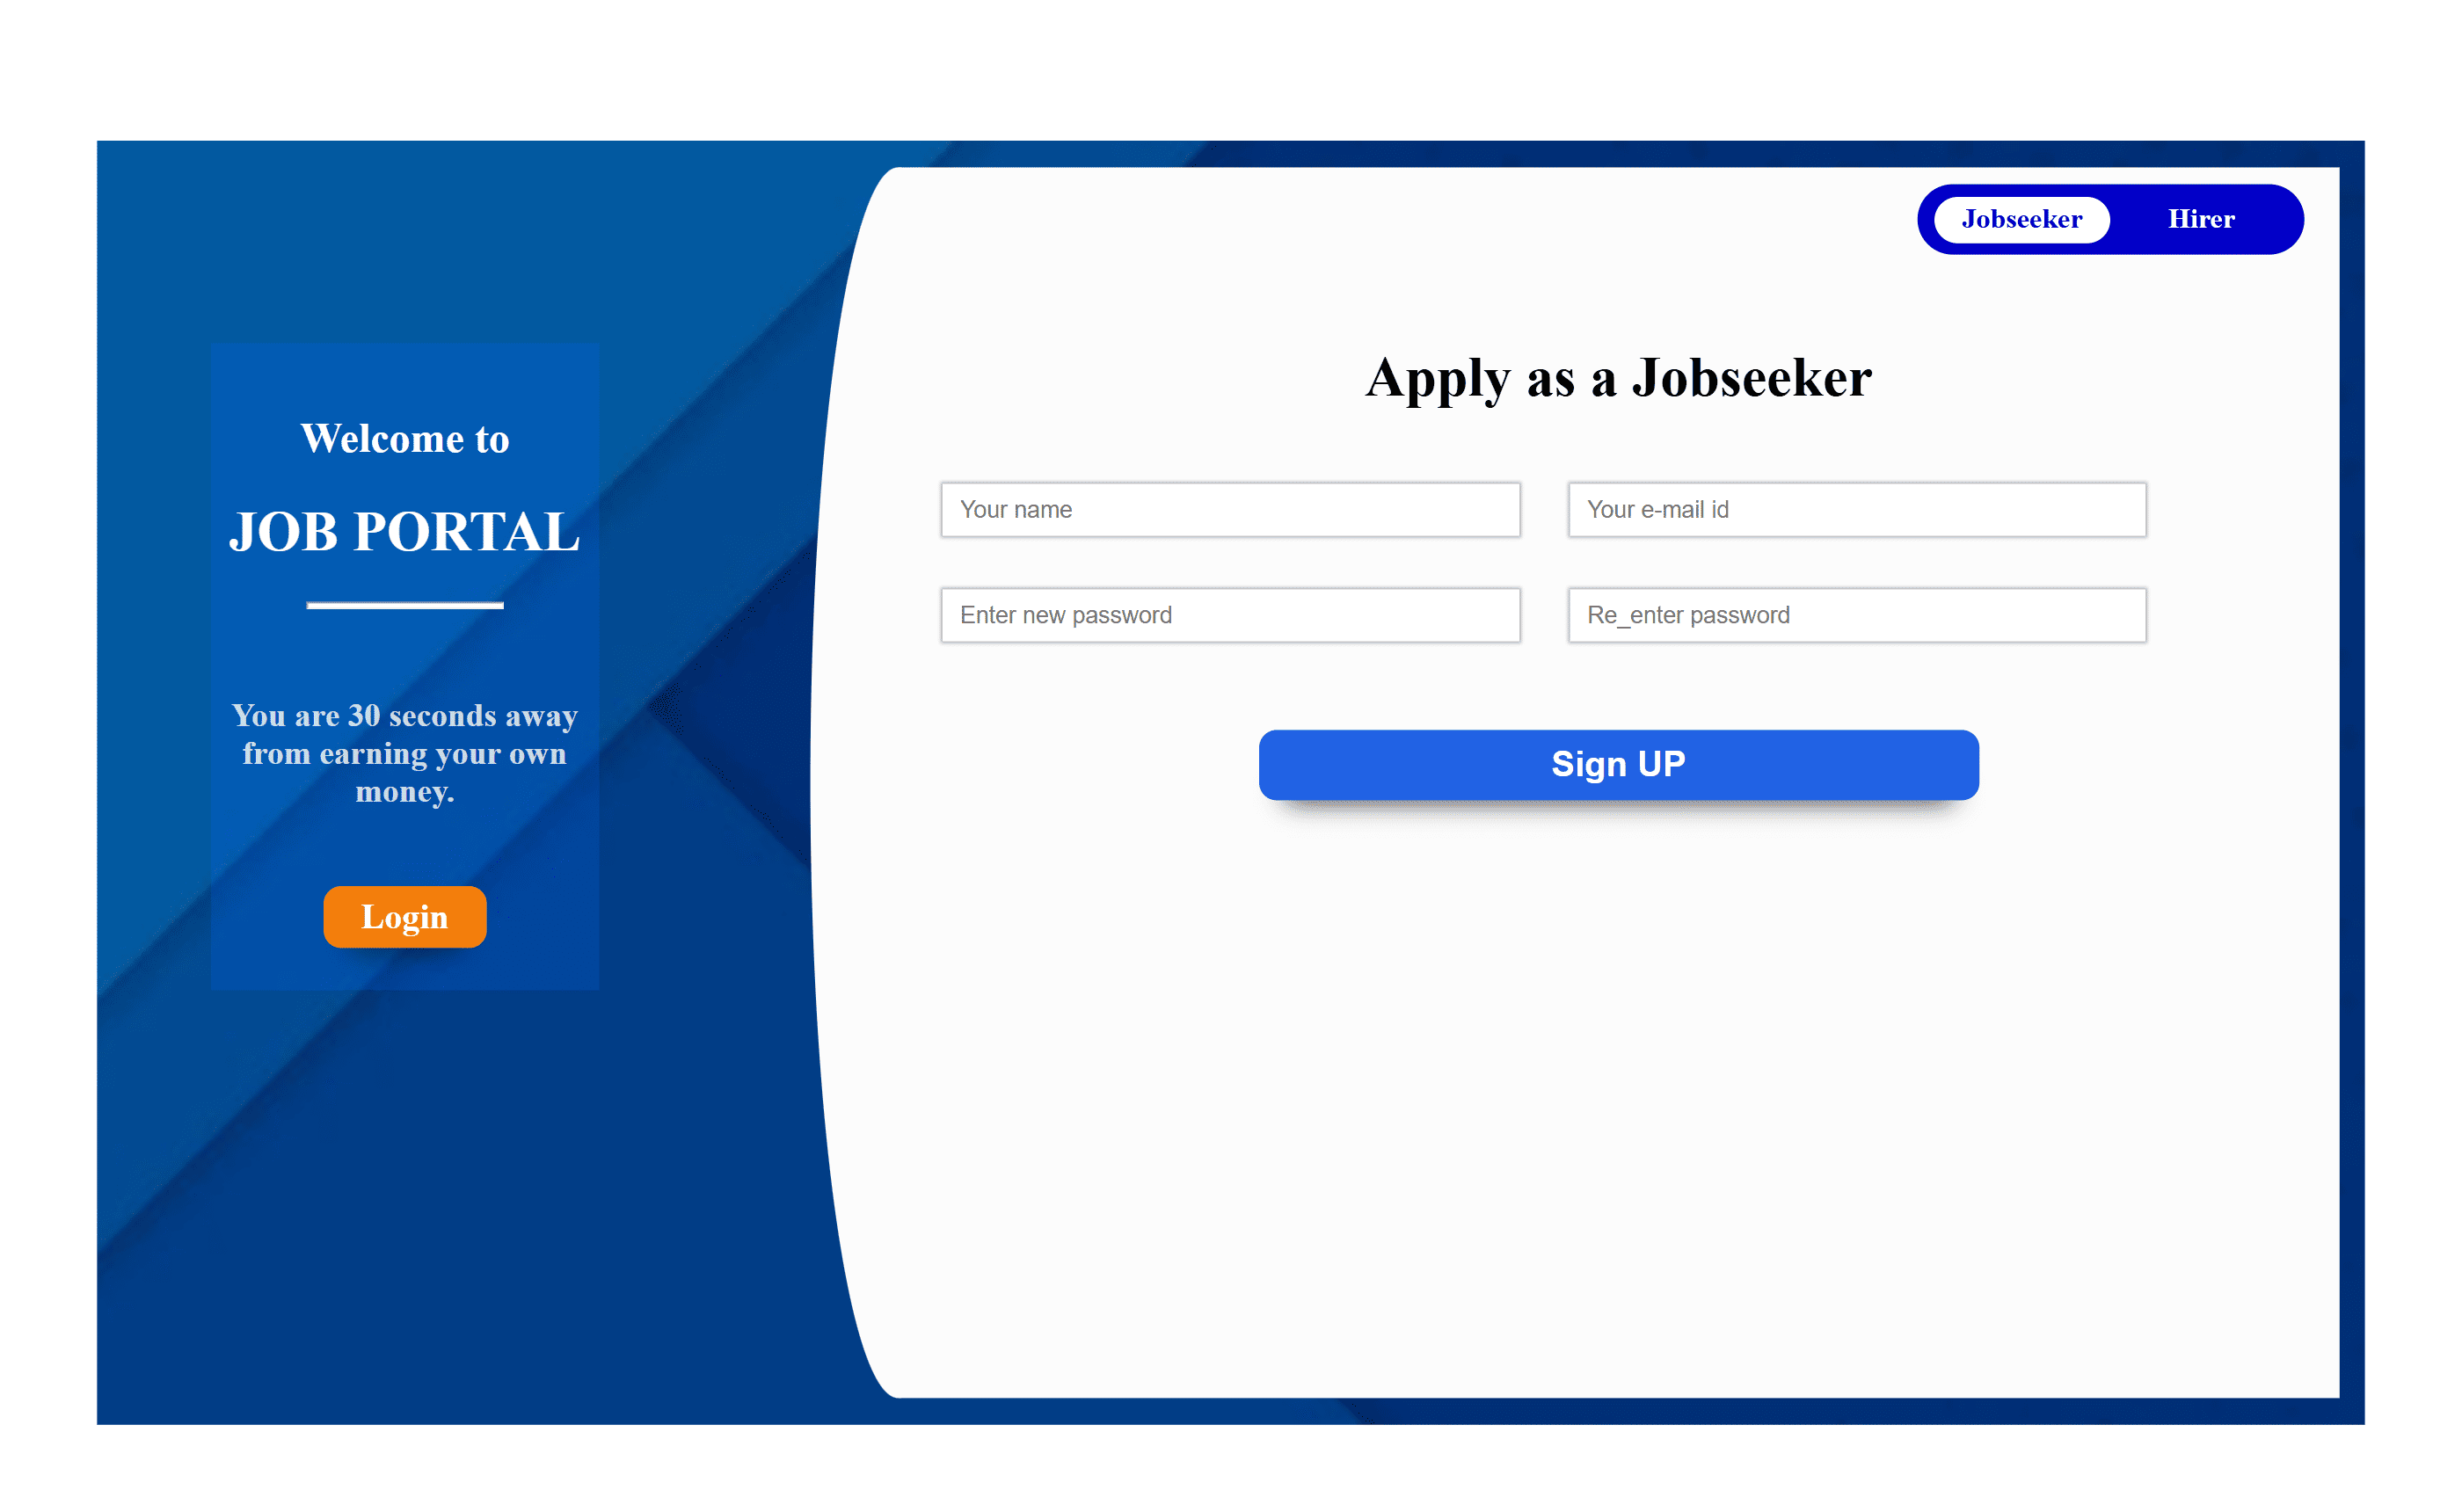 Jobseeker Hirer
Welcome to
JOB PORTAL
You are 30 seconds away
from earning your own
money.
Login
Apply as a Jobseeker
Your name
Your e-mail id
Enter new password
Re_enter password
Sign UP